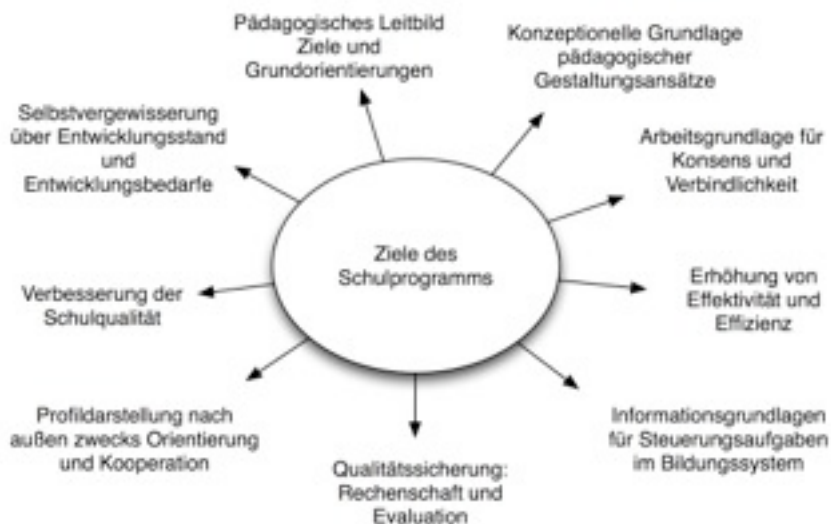 Pädagogisches Leitbild
Ziele und
Grundorientierungen
Konzeptionelle Grundlage
pädagogischer
Gestaltungsansätze
Selbstvergewisserung
über Entwicklungsstand
und
Entwicklungsbedarfe
Arbeitsgrundlage für
Konsens und
Verbindlichkeit
Ziele des
Schulprogramms
Verbesserung der
Schulqualität
Erhöhung von
Effektivität und
Effizienz
Profildarstellung nach
außen zwecks Orientierung
und Kooperation
Qualitätssicherung:
Rechenschaft und
Evaluation
Informationsgrundlagen
für Steuerungsaufgaben
im Bildungssystem